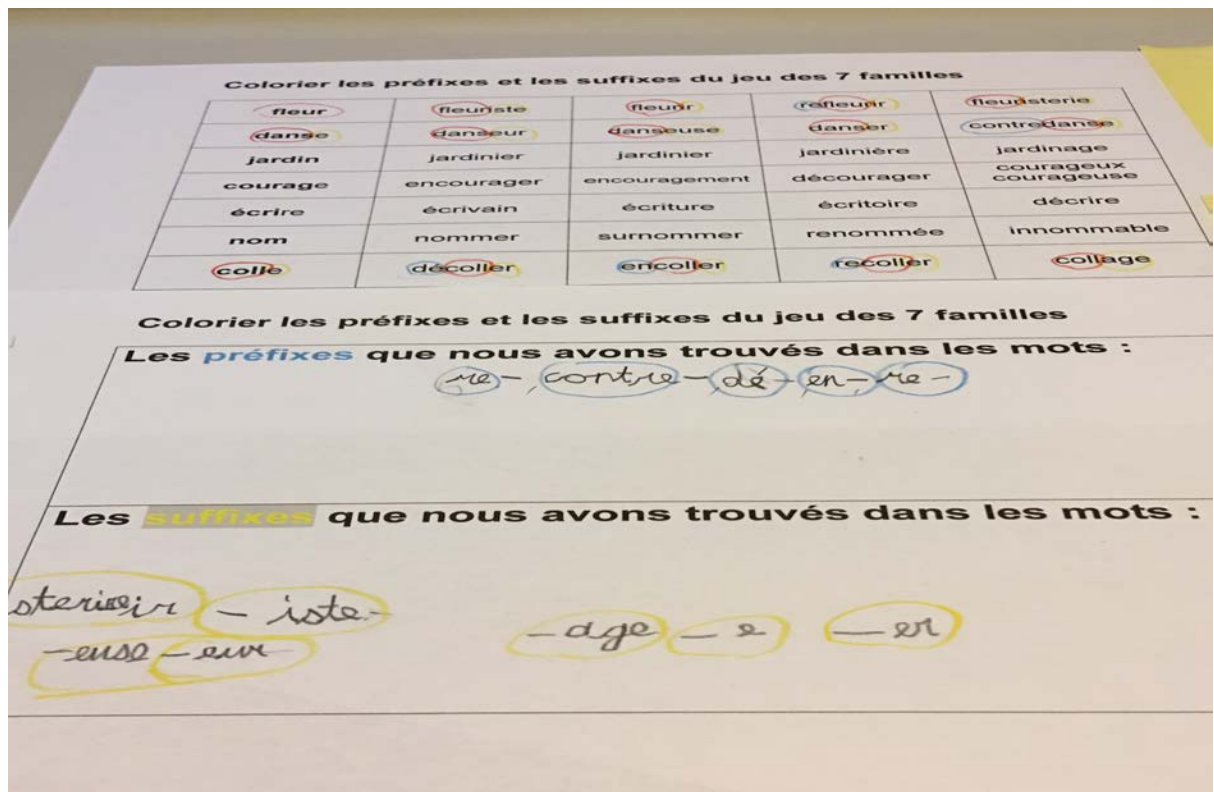 Colorier les préfixes et les suffixes du jeu des 7 familles
fleur fleuriste fleurir refleurir fleuristerie
danse danseur danseuse danser contredanse
jardin jardinier jardinier jardinière jardinage
courage encourager encouragement décourager courageux courageuse
écrire écrivain écriture écritoire décrire
nom nommer surnommer renommée innommable
colle décoller encoller recoller collage
Colorier les préfixes et les suffixes du jeu des 7 familles
Les préfixes que nous avons trouvés dans les mots :
re-, contre-, dé-en-, re-
Les suffixes que nous avons trouvés dans les mots :
-iste-
-age -e -er
-euse -eur